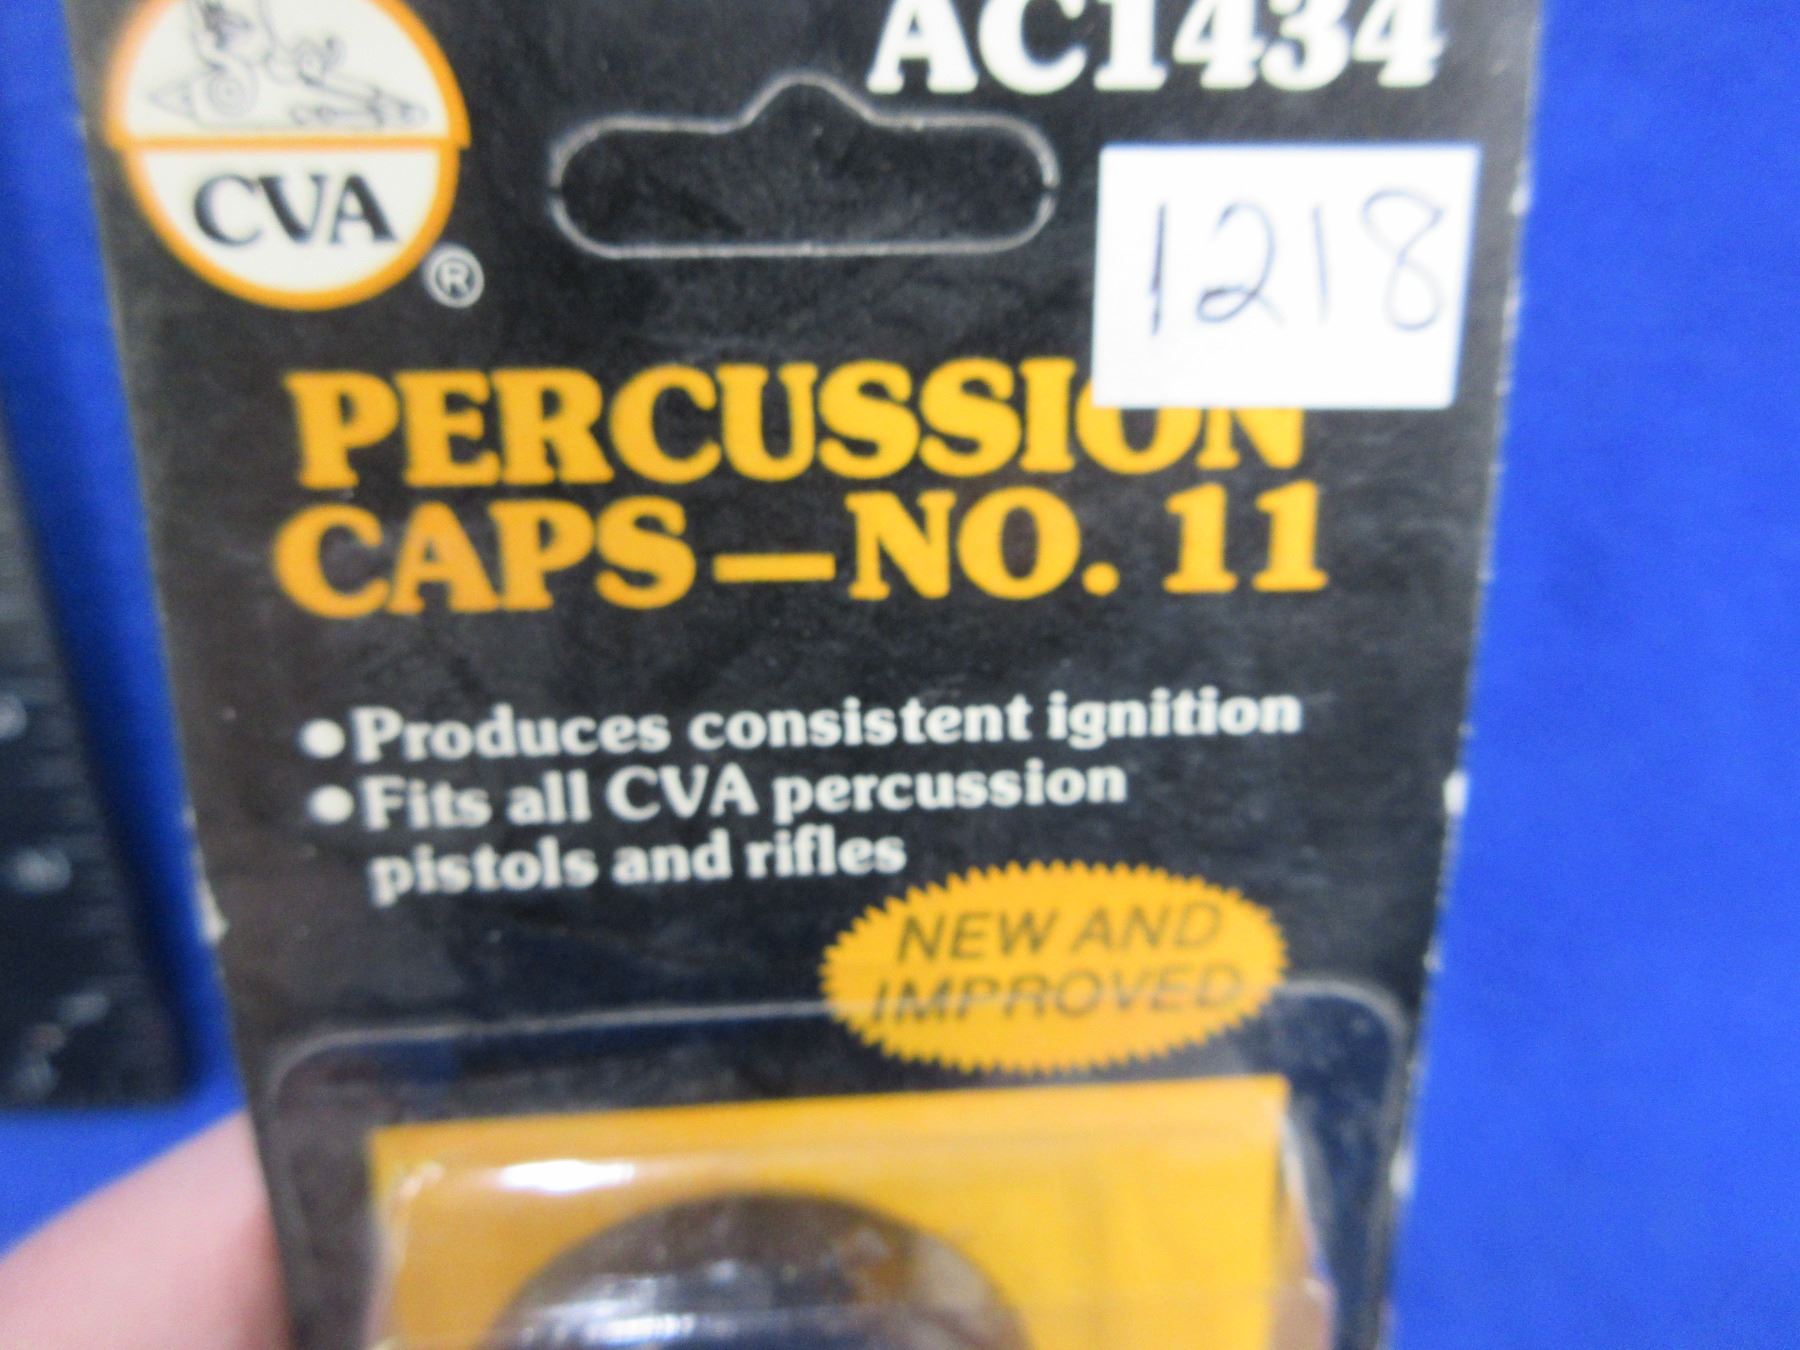 AC1434
CVA
®
1218
PERCUSSION
CAPS—NO. 11
•Produces consistent ignition
•Fits all CVA percussion
pistols and rifles
NEW AND
IMPROVED